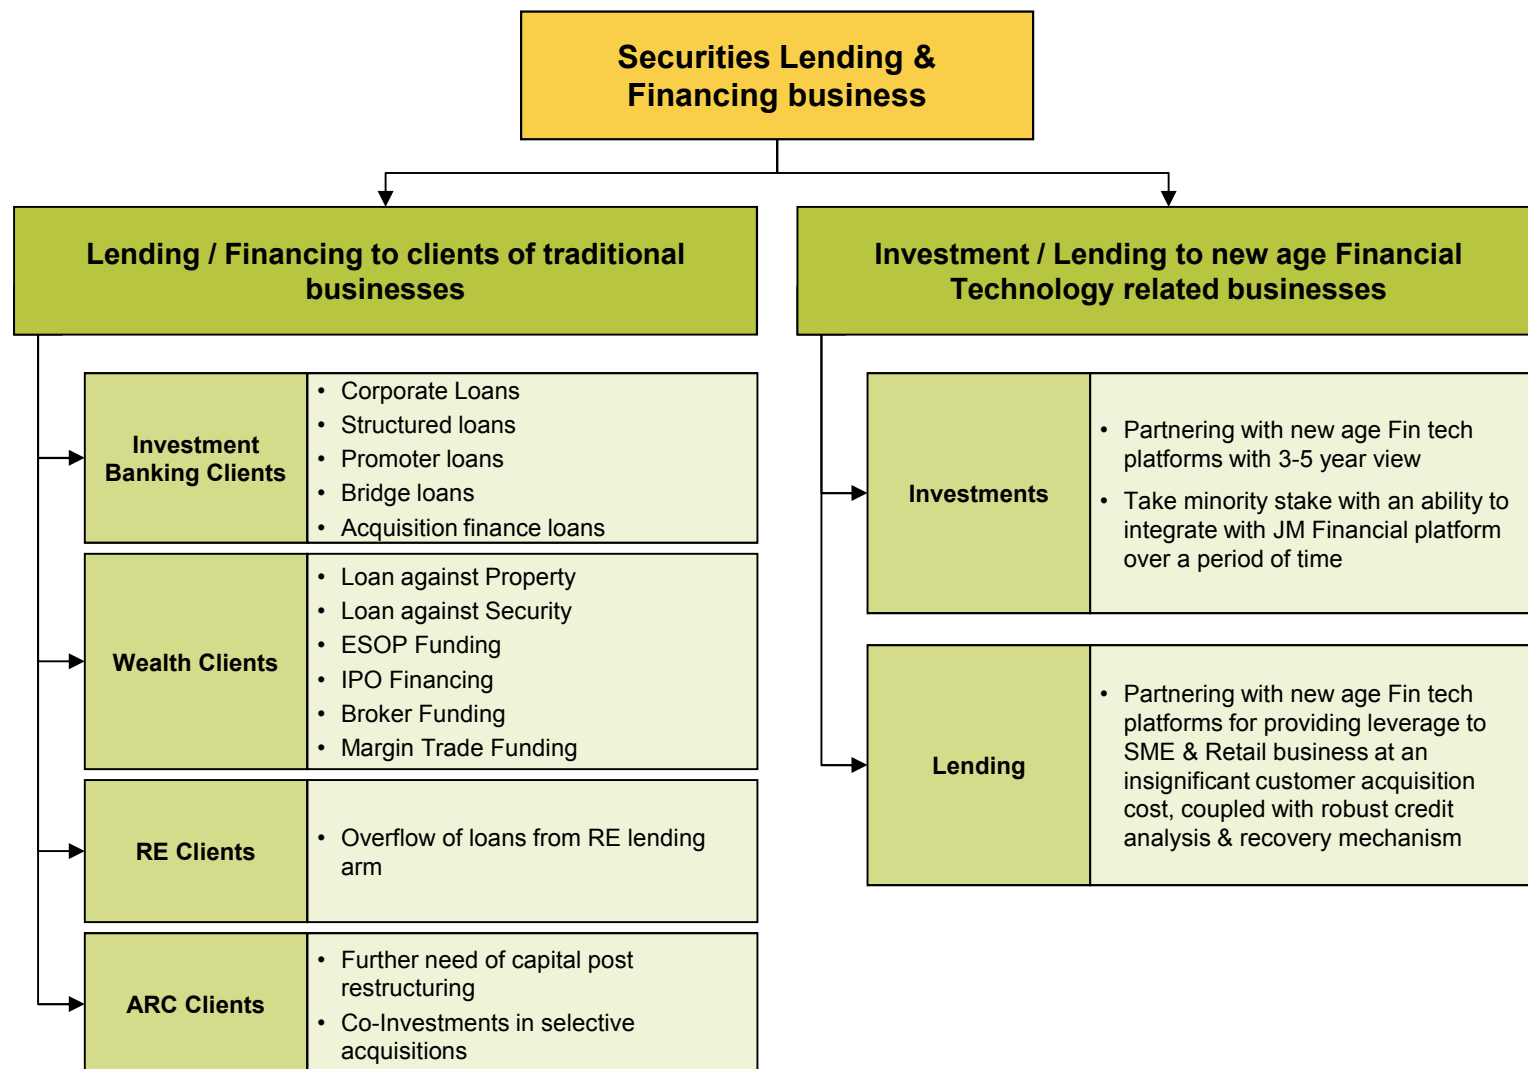 Securities Lending &
Financing business
Lending / Financing to clients of traditional
businesses
Investment
Banking Clients
• Corporate Loans
• Structured loans
• Promoter loans
• Bridge loans
• Acquisition finance loans
Wealth Clients
• Loan against Property
• Loan against Security
• ESOP Funding
• IPO Financing
• Broker Funding
• Margin Trade Funding
RE Clients
• Overflow of loans from RE lending
arm
ARC Clients
• Further need of capital post
restructuring
• Co-Investments in selective
acquisitions
Investment / Lending to new age Financial
Technology related businesses
Investments
• Partnering with new age Fin tech
platforms with 3-5 year view
• Take minority stake with an ability to
integrate with JM Financial platform
over a period of time
Lending
• Partnering with new age Fin tech
platforms for providing leverage to
SME & Retail business at an
insignificant customer acquisition
cost, coupled with robust credit
analysis & recovery mechanism